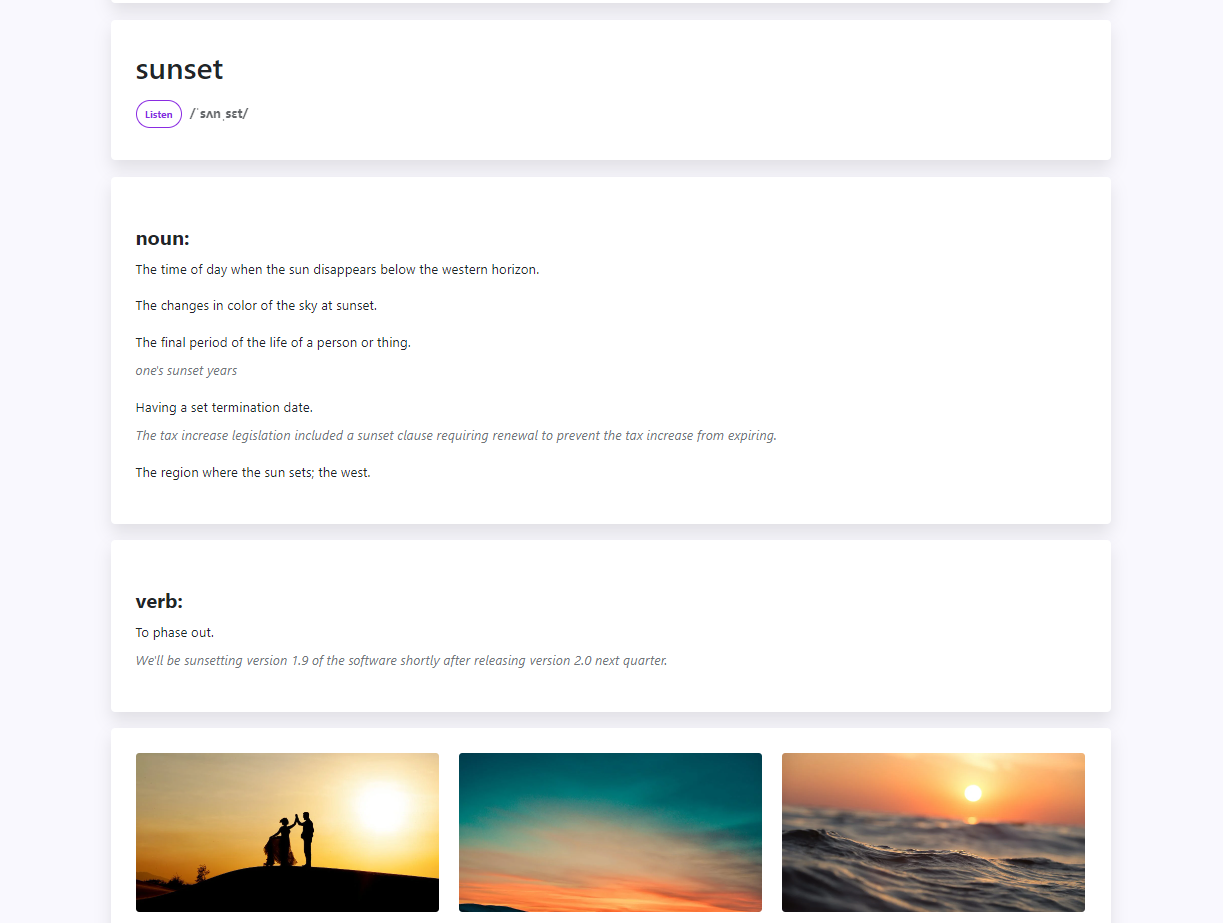 sunset
Listen /ˈsʌnˌsɛt/
noun:
The time of day when the sun disappears below the western horizon.
The changes in color of the sky at sunset.
The final period of the life of a person or thing.
one's sunset years
Having a set termination date.
The tax increase legislation included a sunset clause requiring renewal to prevent the tax increase from expiring.
The region where the sun sets; the west.
verb:
To phase out.
We'll be sunsetting version 1.9 of the software shortly after releasing version 2.0 next quarter.